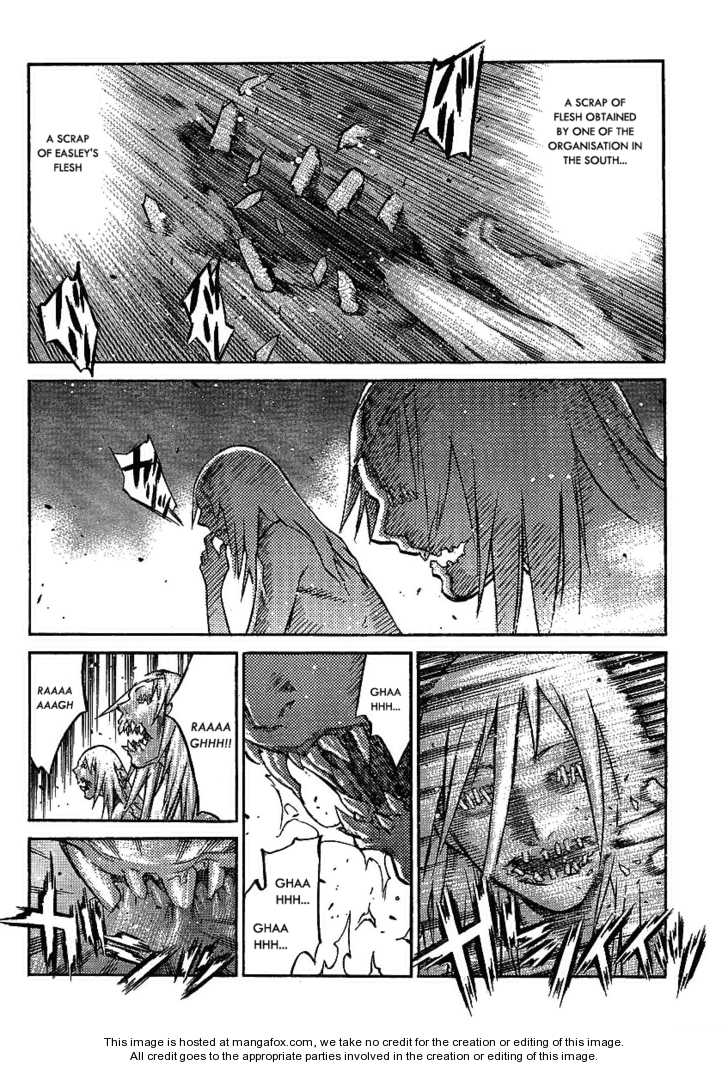 A SCRAP OF
FLESH OBTAINED
BY ONE OF THE
ORGANISATION IN
THE SOUTH...
A SCRAP
OF EASLEY'S
FLESH
GHAA
HHH...
GHAA
HHH...
GHAA
HHH...
RAAAA
GHHH!!
RAAAA
AAAGH
This image is hosted at mangafox.com, we take no credit for the creation or editing of this image.
All credit goes to the appropriate parties involved in the creation or editing of this image.